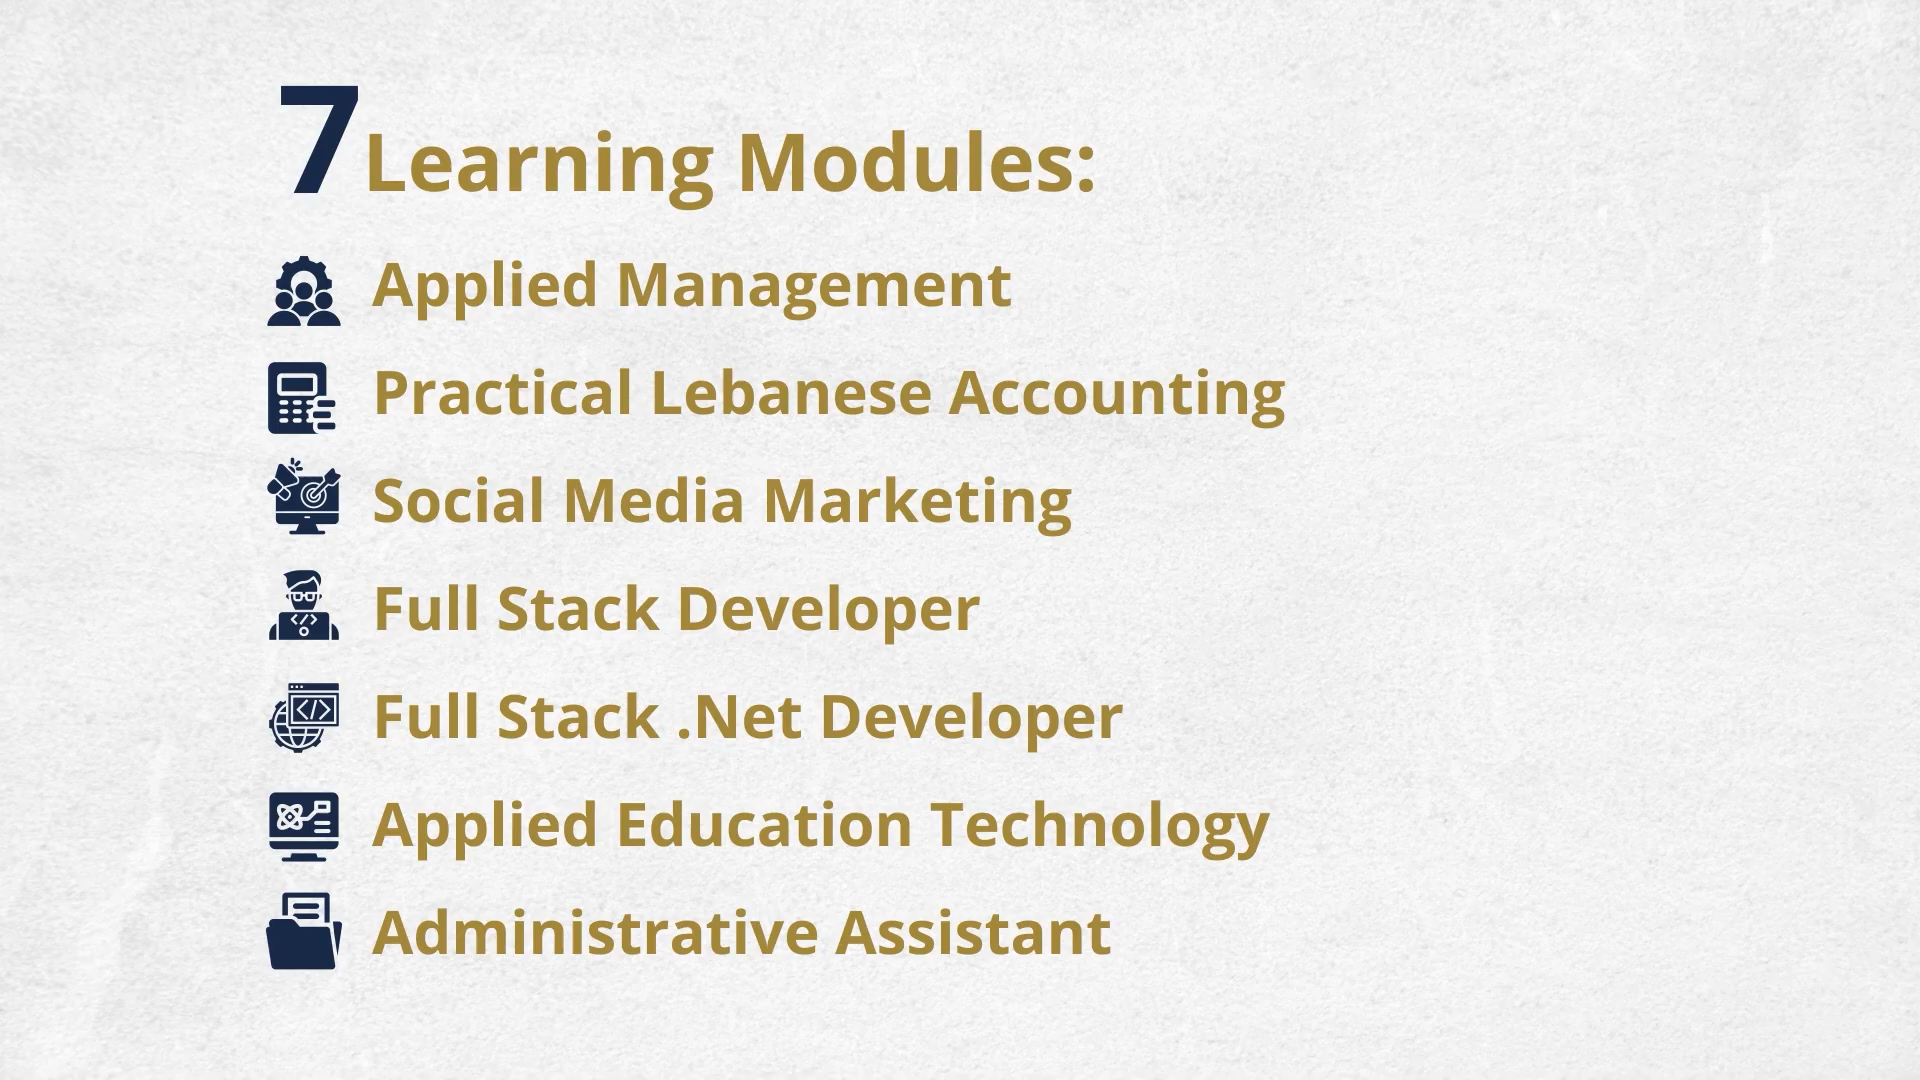 7 Learning Modules:
Applied Management
Practical Lebanese Accounting
Social Media Marketing
Full Stack Developer
Full Stack .Net Developer
Applied Education Technology
Administrative Assistant